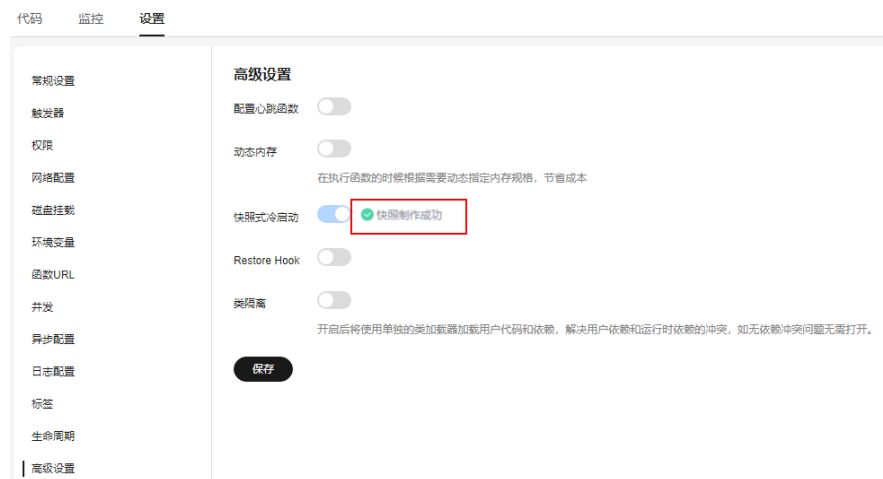 代码 监控 设置
常规设置
触发器
权限
网络配置
磁盘挂载
环境变量
函数URL
并发
异步配置
日志配置
标签
生命周期
高级设置
高级设置
配置心跳函数
动态内存
在执行函数的时候根据需要动态指定内存规格，节省成本
快照式冷启动 快照制作成功
Restore Hook
类隔离
开启后将使用单独的类加载器加载用户代码和依赖，解决用户依赖和运行时依赖的冲突，如无依赖冲突问题无需打开。
保存